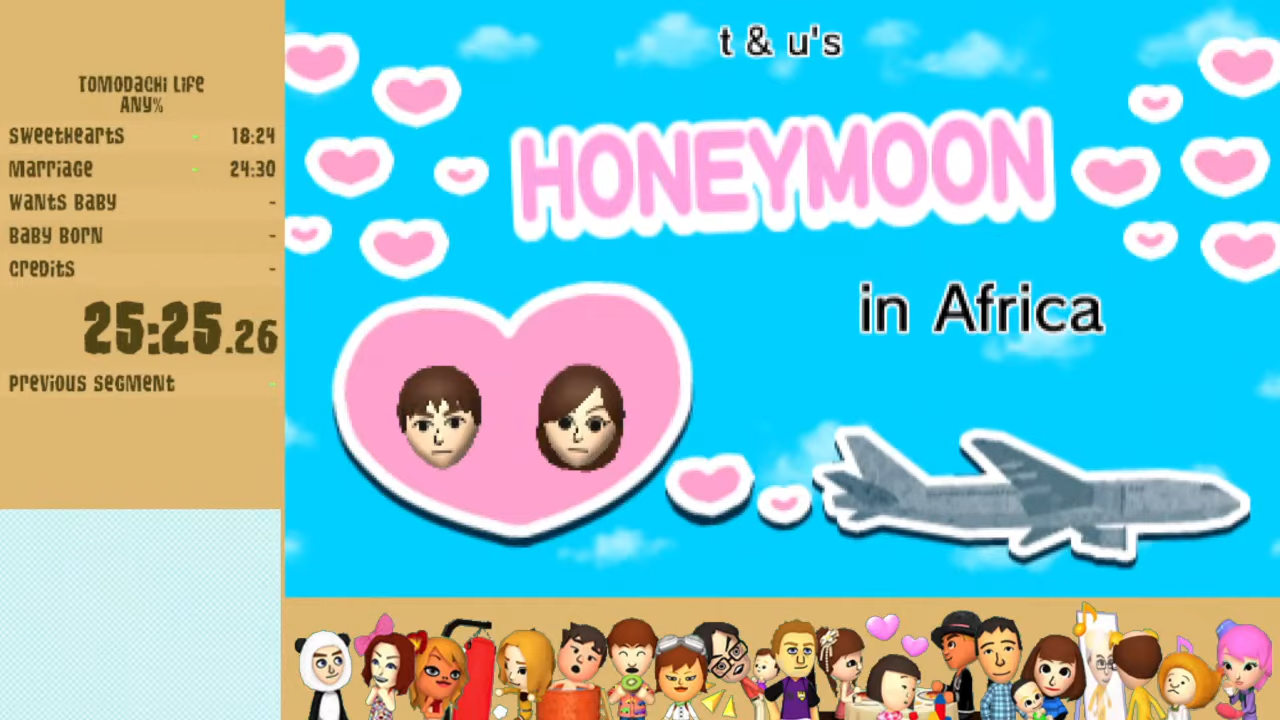 TOMODACHI LIFE
ANY%
SWEETHEARTS - 18:24
MARRIAGE - 24:30
WANTS BABY -
BABY BORN -
CREDITS -
25:25.26
PREVIOUS SEGMENT -
t & u's
HONEYMOON
in Africa